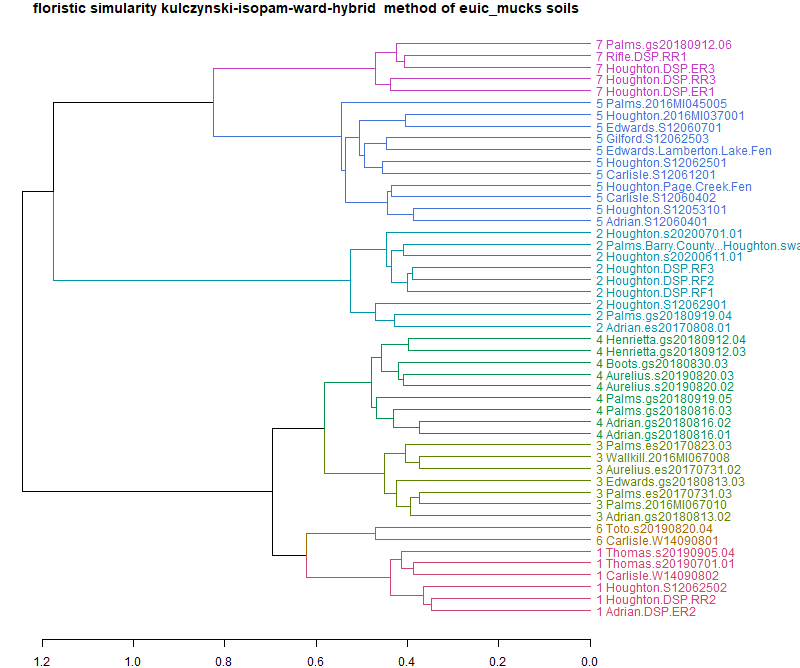 floristic simularity kulczynski-isopam-ward-hybrid method of euic_mucks soils
7 Palms.gs20180912.06
7 Rifle.DSP.RR1
7 Houghton.DSP.ER3
7 Houghton.DSP.RR3
7 Houghton.DSP.ER1
5 Palms.2016MI045005
5 Houghton.2016MI037001
5 Edwards.S12060701
5 Gilford.S12062503
5 Edwards.Lamberton.Lake.Fen
5 Houghton.S12062501
5 Carlisle.S12061201
5 Houghton.Page.Creek.Fen
5 Carlisle.S12060402
5 Houghton.S12053101
5 Adrian.S12060401
2 Houghton.s20200701.01
2 Palms.Barry.County...Houghton.swa
2 Houghton.s20200611.01
2 Houghton.DSP.RF3
2 Houghton.DSP.RF2
2 Houghton.DSP.RF1
2 Houghton.S12062901
2 Palms.gs20180919.04
2 Adrian.es20170808.01
4 Henrietta.gs20180912.04
4 Henrietta.gs20180912.03
4 Boots.gs20180830.03
4 Aurelius.s20190820.03
4 Aurelius.s20190820.02
4 Palms.gs20180919.05
4 Palms.gs20180816.03
4 Adrian.gs20180816.02
4 Adrian.gs20180816.01
3 Palms.es20170823.03
3 Wallkill.2016MI067008
3 Aurelius.es20170731.02
3 Edwards.gs20180813.03
3 Palms.es20170731.03
3 Palms.2016MI067010
3 Adrian.gs20180813.02
6 Toto.s20190820.04
6 Carlisle.W14090801
1 Thomas.s20190905.04
1 Thomas.s20190701.01
1 Carlisle.W14090802
1 Houghton.S12062502
1 Houghton.DSP.RR2
1 Adrian.DSP.ER2
1.2 1.0 0.8 0.6 0.4 0.2 0.0